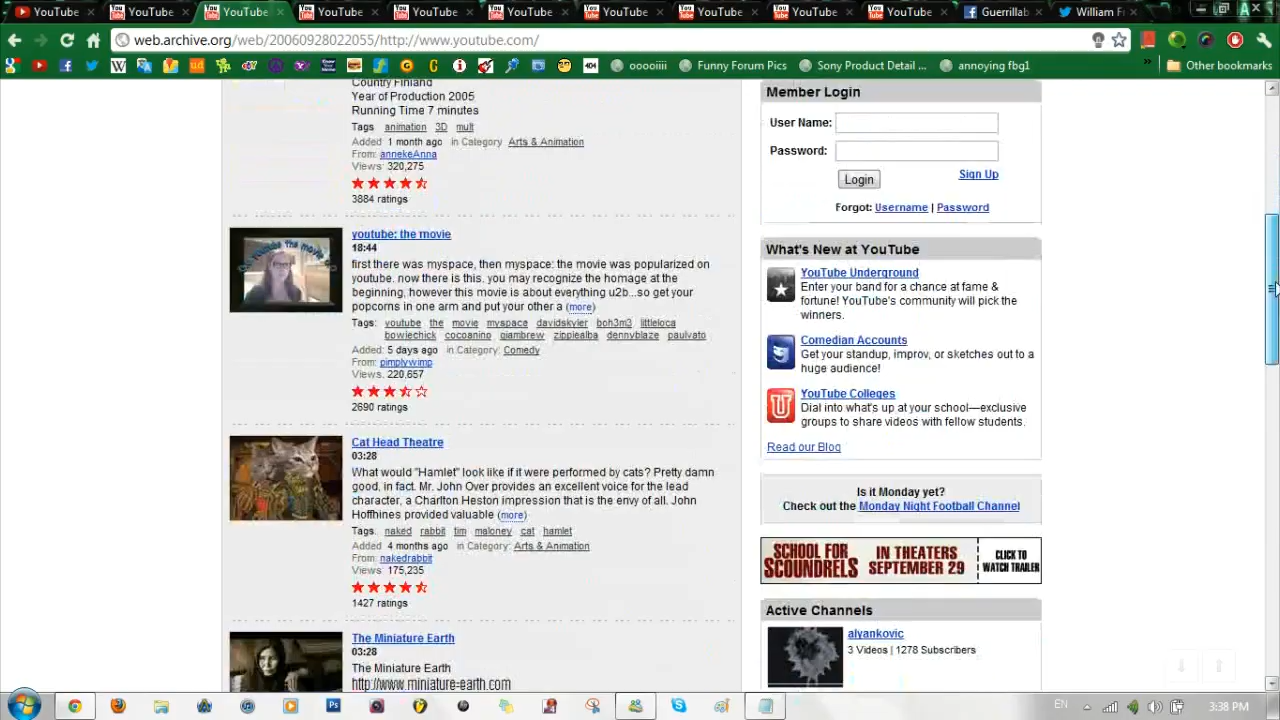 YouTube
YouTube
YouTube
YouTube
YouTube
YouTube
YouTube
YouTube
YouTube
YouTube
Guerrilla
William F
web.archive.org/web/20060928022055/http://www.youtube.com/
oooiiii
Funny Forum Pics
Sony Product Detail ...
annoying fbg1
Other bookmarks
Country Finland
Year of Production 2005
Running Time 7 minutes
Tags animation 3D mult
Added 1 month ago in Category Arts & Animation
From: annekeAnna
Views: 320,275
3884 ratings
youtube: the movie
18:44
first there was myspace, then myspace: the movie was popularized on
youtube. now there is this. you may recognize the homage at the
beginning, however this movie is about everything u2b...so get your
popcorns in one arm and put your other a (more)
Tags: youtube the movie myspace davidskyler boh3m3 littleloca
bowiechick cocoanino giambrew zipplealba dennyblaze paulvato
Added: 5 days ago in Category: Comedy
From: pimplywimp
Views. 220,657
2690 ratings
Cat Head Theatre
03:28
What would "Hamlet" look like if it were performed by cats? Pretty damn
good, in fact. Mr. John Over provides an excellent voice for the lead
character, a Charlton Heston impression that is the envy of all. John
Hoffhines provided valuable (more)
Tags. naked rabbit tim maloney cat hamlet
Added 4 months ago in Category: Arts & Animation
From: nakedrabbit
Views 175,235
1427 ratings
The Miniature Earth
03:28
The Miniature Earth
http://www.miniature-earth.com
Member Login
User Name:
Password:
Login
Sign Up
Forgot: Username | Password
What's New at YouTube
YouTube Underground
Enter your band for a chance at fame &
fortune! YouTube's community will pick the
winners.
Comedian Accounts
Get your standup, improv, or sketches out to a
huge audience!
YouTube Colleges
Dial into what's up at your school—exclusive
groups to share videos with fellow students.
Read our Blog
Is it Monday yet?
Check out the Monday Night Football Channel
SCHOOL FOR SCOUNDRELS
IN THEATERS SEPTEMBER 29
CLICK TO WATCH TRAILER
Active Channels
alyankovic
3 Videos | 1278 Subscribers
EN
3:38 PM